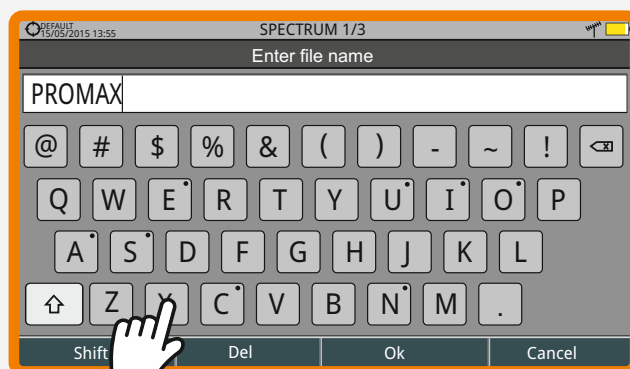 DEFAULT
15/05/2015 13:55
SPECTRUM 1/3
Enter file name
PROMAX
@ # $ % & ( ) - ~ !
Q W E R T Y U I O P
A S D F G H J K L
Z X C V B N M .
Shift Del Ok Cancel